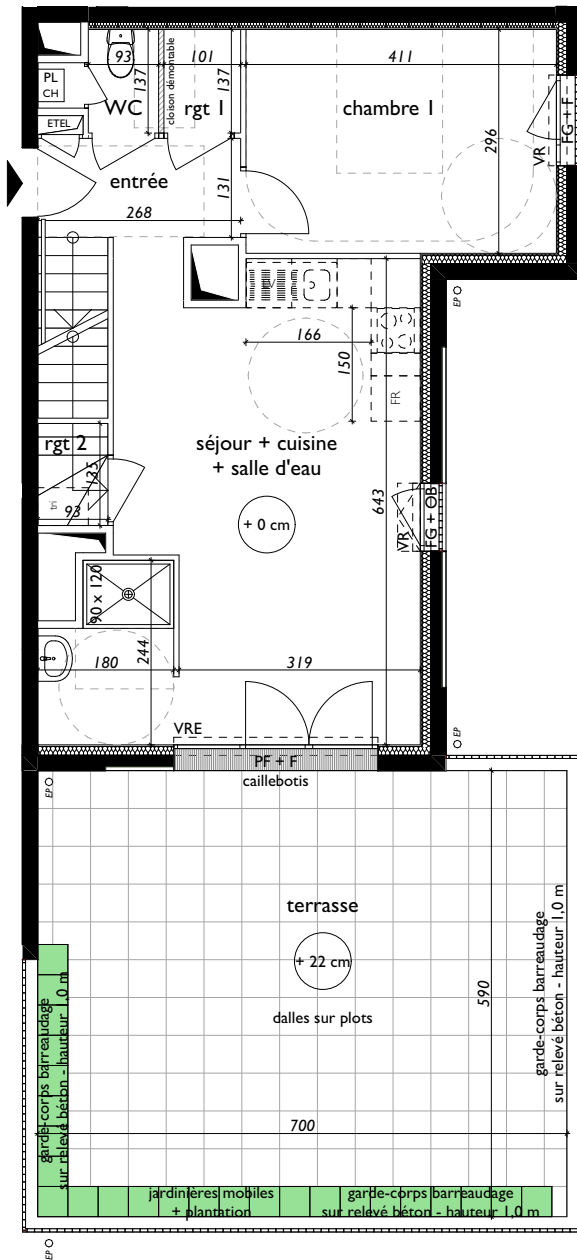 93
101
411
137
137
cloison démontable
PL
CH
WC
rgt 1
chambre 1
ETEL
296
VR
FG + F
entrée
131
268
EP
LV
166
150
FR
séjour + cuisine
+ salle d'eau
rgt 2
135
tri
93
643
+ 0 cm
VR
FG + OB
90 x 120
180
244
319
VRE
EP
PF + F
caillebotis
EP
terrasse
+ 22 cm
dalles sur plots
590
garde-corps barreaudage
sur relevé béton - hauteur 1,0 m
garde-corps barreaudage
sur relevé béton - hauteur 1,0 m
700
jardinières mobiles
+ plantation
garde-corps barreaudage
sur relevé béton - hauteur 1,0 m
EP